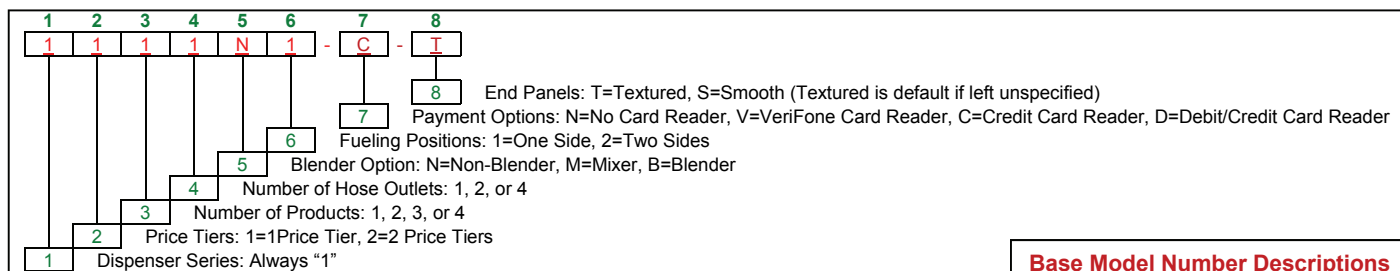 1 2 3 4 5 6 7 8
1 1 1 1 N 1 - C - T
8 End Panels: T=Textured, S=Smooth (Textured is default if left unspecified)
7 Payment Options: N=No Card Reader, V=VeriFone Card Reader, C=Credit Card Reader, D=Debit/Credit Card Reader
6 Fueling Positions: 1=One Side, 2=Two Sides
5 Blender Option: N=Non-Blender, M=Mixer, B=Blender
4 Number of Hose Outlets: 1, 2, or 4
3 Number of Products: 1, 2, 3, or 4
2 Price Tiers: 1=1Price Tier, 2=2 Price Tiers
1 Dispenser Series: Always “1”
Base Model Number Descriptions